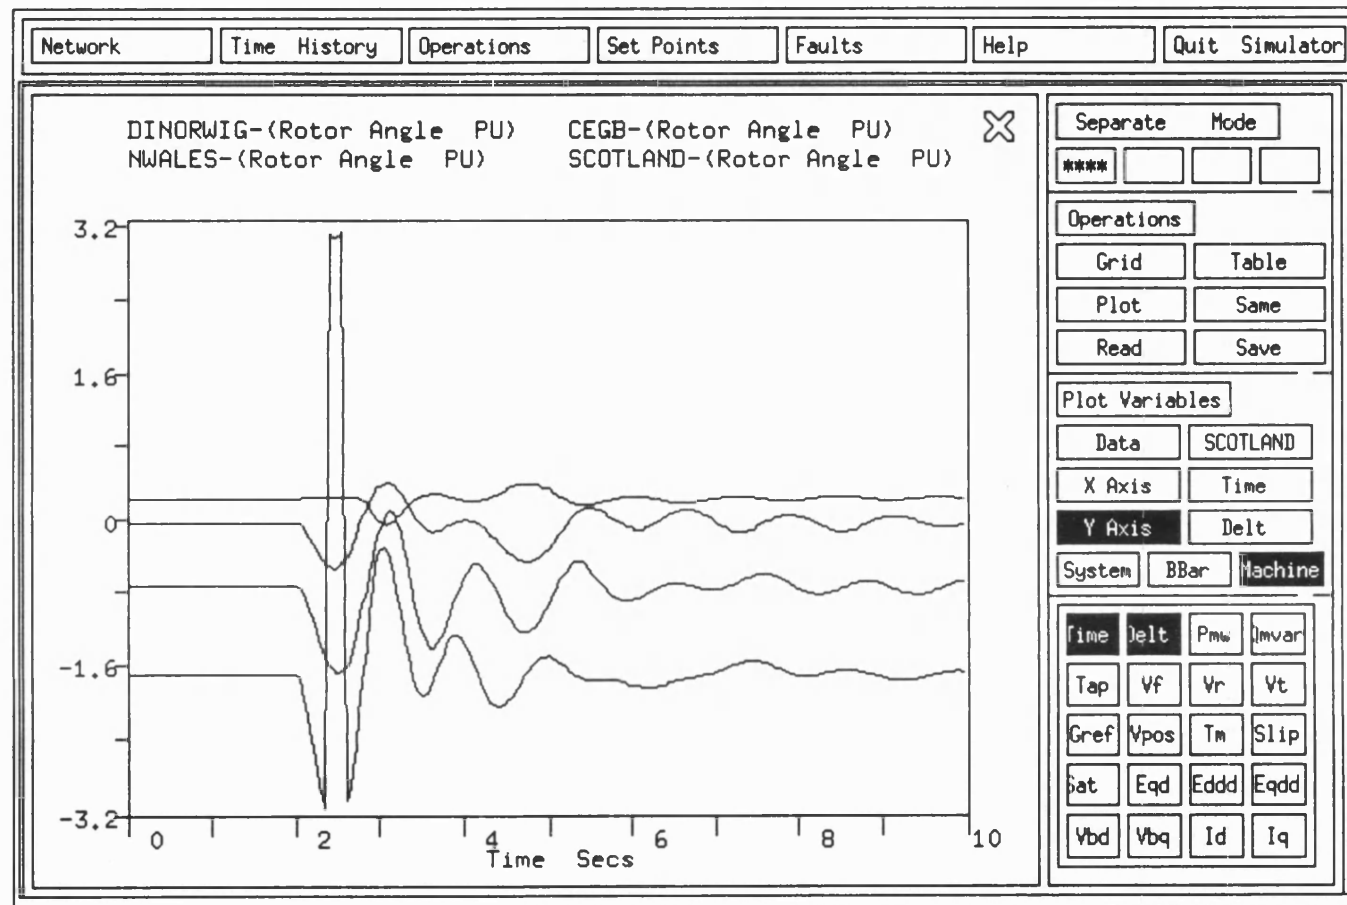 Network Time History Operations Set Points Faults Help Quit Simulator
DINORWIG-(Rotor Angle PU) CEGB-(Rotor Angle PU)
NWALES-(Rotor Angle PU) SCOTLAND-(Rotor Angle PU)
3.2
1.6
0
-1.6
-3.2
0 2 4 6 8 10
Time Secs
Separate Mode
****
Operations
Grid Table
Plot Same
Read Save
Plot Variables
Data SCOTLAND
X Axis Time
Y Axis Delt
System BBar Machine
Time Delt Pmw Qmvar
Tap Vf Vr Vt
Gref Vpos Tm Slip
Sat Eqd Eddd Eqdd
Vbd Vbq Id Iq